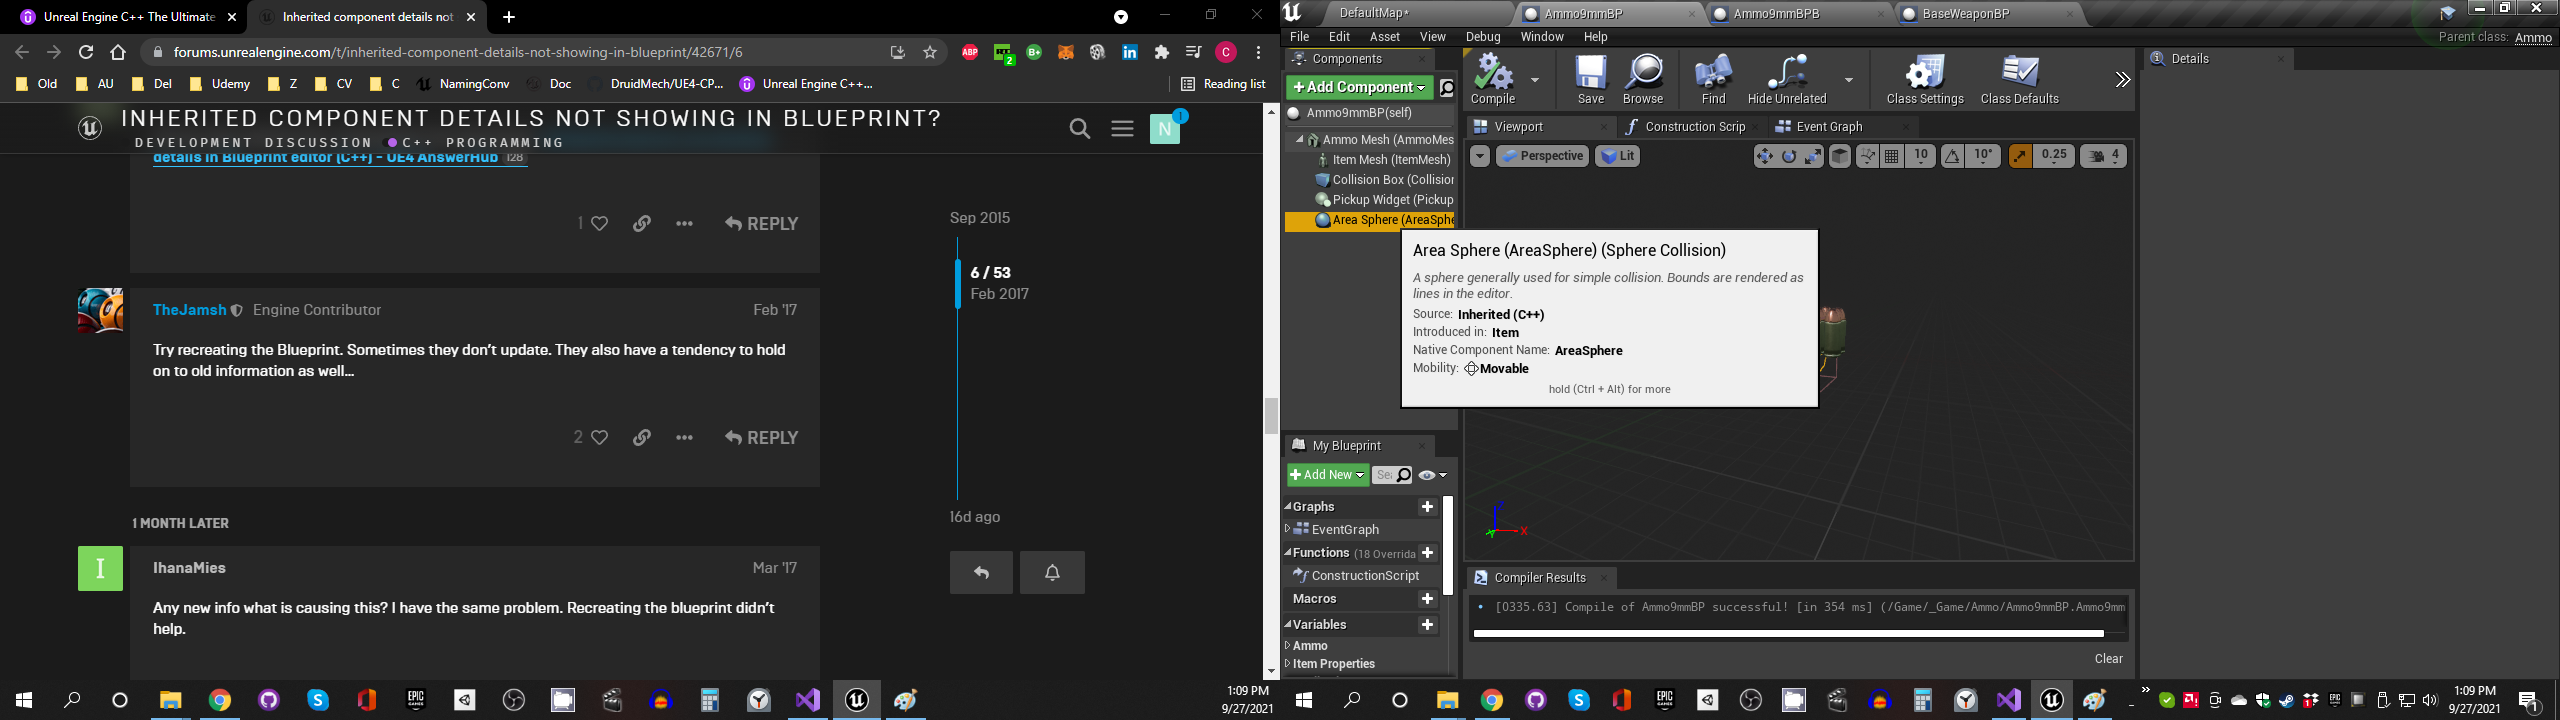 Unreal Engine C++ The Ultimate
Inherited component details not
forums.unrealengine.com/t/inherited-component-details-not-showing-in-blueprint/42671/6
ABP
2
B+
C
Old
AU
Del
Udemy
Z
CV
C
NamingConv
Doc
DruidMech/UE4-CP...
Unreal Engine C++...
Reading list
INHERITED COMPONENT DETAILS NOT SHOWING IN BLUEPRINT?
DEVELOPMENT DISCUSSION C++ PROGRAMMING
N
1
details in Blueprint editor (C++) - UE4 AnswerHub 128
1
REPLY
TheJamsh Engine Contributor
Feb '17
Try recreating the Blueprint. Sometimes they don't update. They also have a tendency to hold
on to old information as well...
2
REPLY
1 MONTH LATER
I
IhanaMies
Mar '17
Any new info what is causing this? I have the same problem. Recreating the blueprint didn't
help.
Sep 2015
6 / 53
Feb 2017
16d ago
EPIC GAMES
1:09 PM
9/27/2021
DefaultMap*
Ammo9mmBP
Ammo9mmBPB
BaseWeaponBP
File
Edit
Asset
View
Debug
Window
Help
Parent class: Ammo
Components
+Add Component
Ammo9mmBP(self)
Ammo Mesh (AmmoMes
Item Mesh (ItemMesh)
Collision Box (Collision
Pickup Widget (Pickup
Area Sphere (AreaSphe
Compile
Save
Browse
Find
Hide Unrelated
Class Settings
Class Defaults
Viewport
Construction Scrip
Event Graph
Perspective
Lit
10
10°
0.25
4
Details
Area Sphere (AreaSphere) (Sphere Collision)
A sphere generally used for simple collision. Bounds are rendered as
lines in the editor.
Source: Inherited (C++)
Introduced in: Item
Native Component Name: AreaSphere
Mobility: Movable
hold (Ctrl + Alt) for more
Z
X
Y
My Blueprint
+Add New
Graphs
EventGraph
Functions (18 Overrida
ConstructionScript
Macros
Variables
Ammo
Item Properties
Compiler Results
[0335.63] Compile of Ammo9mmBP successful! [in 354 ms] (/Game/_Game/Ammo/Ammo9mmBP.Ammo9mm
Clear
EPIC GAMES
1:09 PM
9/27/2021
1